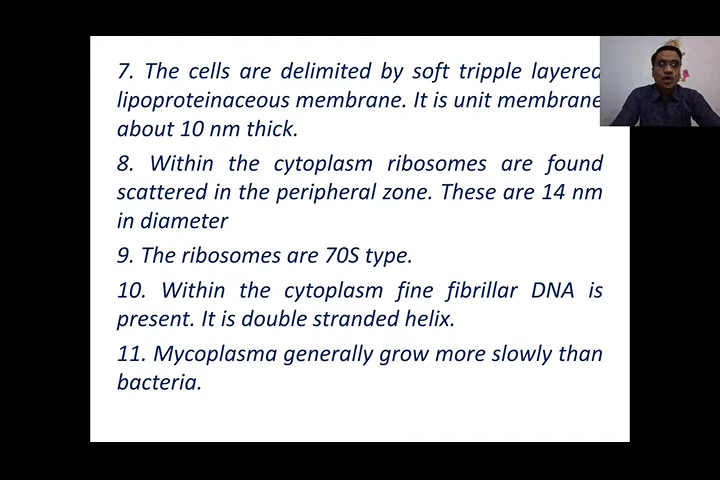 7. The cells are delimited by soft tripple layered
lipoproteinaceous membrane. It is unit membrane
about 10 nm thick.
8. Within the cytoplasm ribosomes are found
scattered in the peripheral zone. These are 14 nm
in diameter
9. The ribosomes are 70S type.
10. Within the cytoplasm fine fibrillar DNA is
present. It is double stranded helix.
11. Mycoplasma generally grow more slowly than
bacteria.